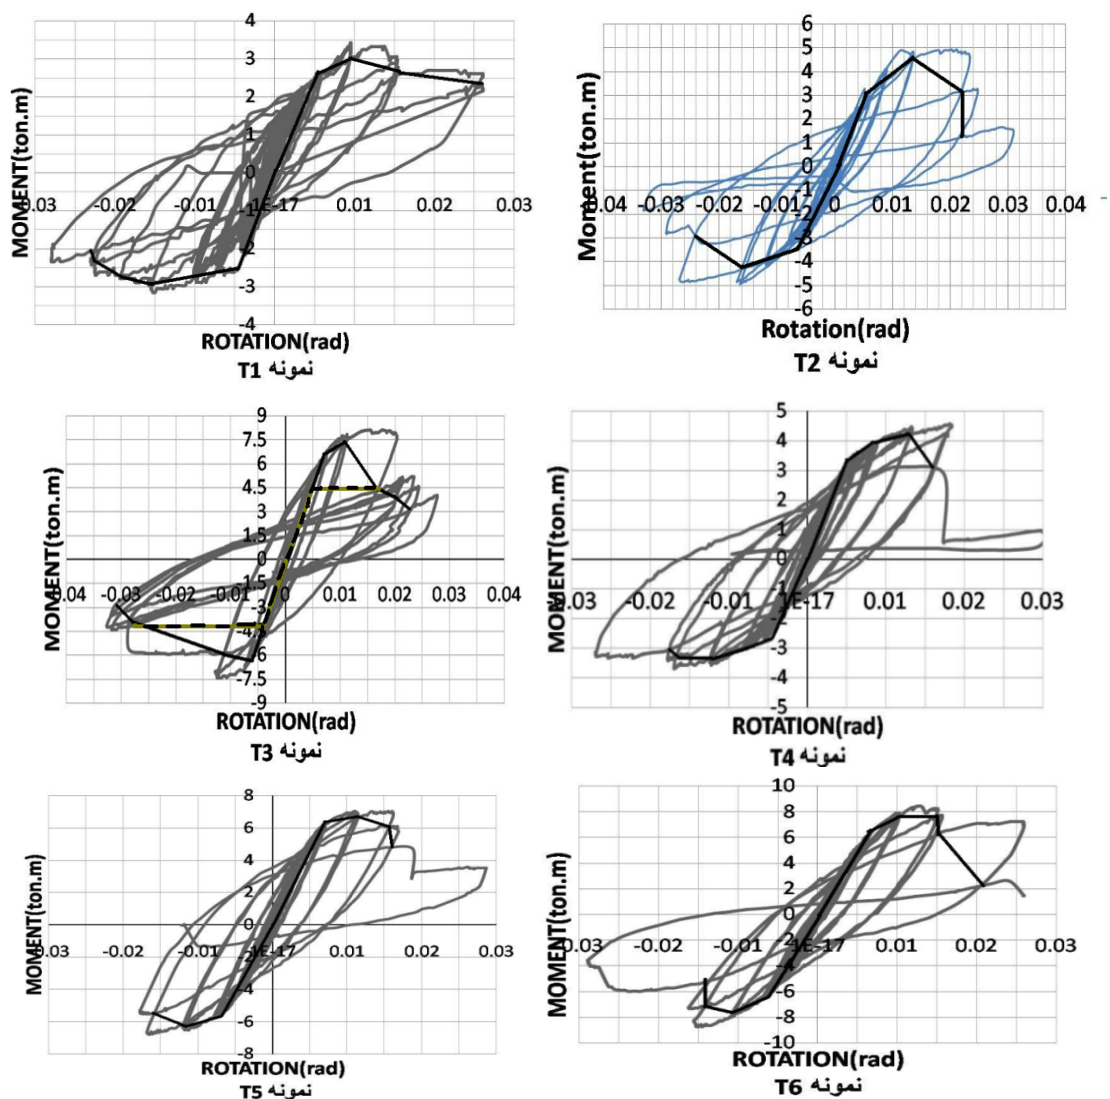 4
3
2
1
0
-1
-2
-3
-4
0.03 -0.02 -0.01 -1E-17 0.01 0.02 0.03
MOMENT(ton.m)
ROTATION(rad)
نمونه T1
6
5
4
3
2
1
0
-1
-2
-3
-4
-5
-6
0.04 -0.03 -0.02 -0.01 0 0.01 0.02 0.03 0.04
Moment(ton.m)
Rotation(rad)
نمونه T2
9
7.5
6
4.5
3
1.5
0
-1.5
-3
-4.5
-6
-7.5
-9
0.04 -0.03 -0.02 -0.01 0 0.01 0.02 0.03 0.04
MOMENT(ton.m)
ROTATION(rad)
نمونه T3
5
4
3
2
1
0
-1
-2
-3
-4
-5
0.03 -0.02 -0.01 -1E-17 0.01 0.02 0.03
MOMENT(ton.m)
ROTATION(rad)
نمونه T4
8
6
4
2
0
-2
-4
-6
-8
0.03 -0.02 -0.01 -1E-17 0.01 0.02 0.03
MOMENT(ton.m)
ROTATION(rad)
نمونه T5
10
8
6
4
2
0
-2
-4
-6
-8
-10
0.03 -0.02 -0.01 -1E-17 0.01 0.02 0.03
MOMENT(ton.m)
ROTATION(rad)
نمونه T6